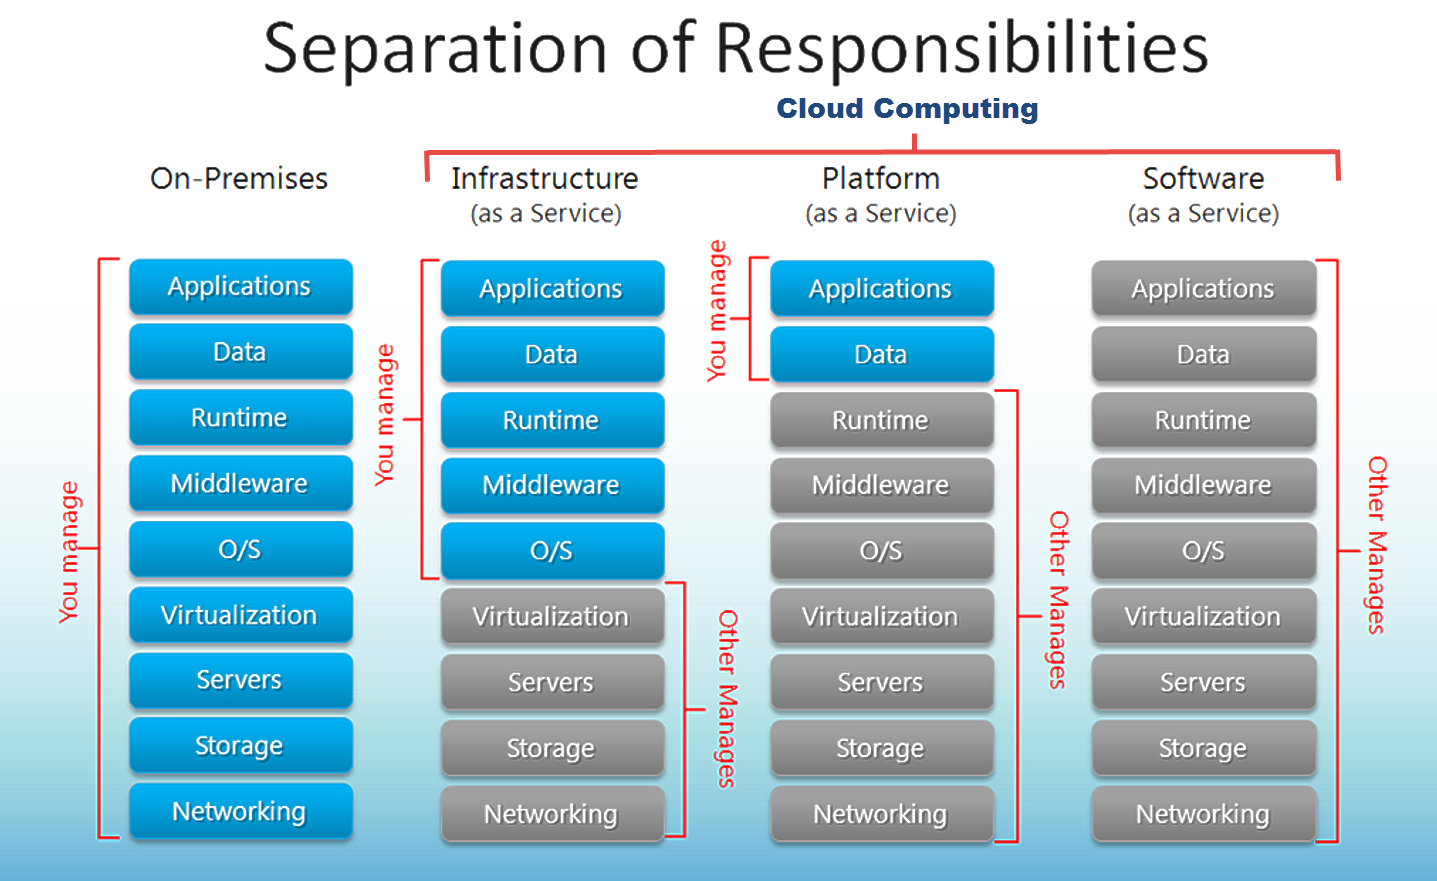 Separation of Responsibilities
Cloud Computing
On-Premises
You manage
Applications
Data
Runtime
Middleware
O/S
Virtualization
Servers
Storage
Networking
Infrastructure
(as a Service)
You manage
Applications
Data
Runtime
Middleware
O/S
Virtualization
Servers
Storage
Networking
Other Manages
Platform
(as a Service)
You manage
Applications
Data
Runtime
Middleware
O/S
Virtualization
Servers
Storage
Networking
Other Manages
Software
(as a Service)
Applications
Data
Runtime
Middleware
O/S
Virtualization
Servers
Storage
Networking
Other Manages